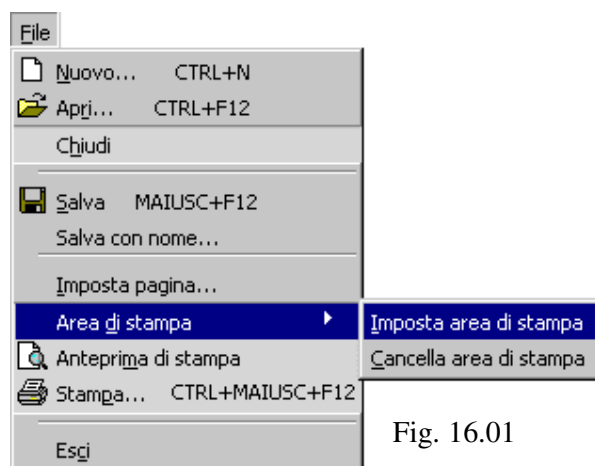 File
Nuovo... CTRL+N
Apri... CTRL+F12
Chiudi
Salva MAIUSC+F12
Salva con nome...
Imposta pagina...
Area di stampa
Imposta area di stampa
Cancella area di stampa
Anteprima di stampa
Stampa... CTRL+MAIUSC+F12
Esci
Fig. 16.01